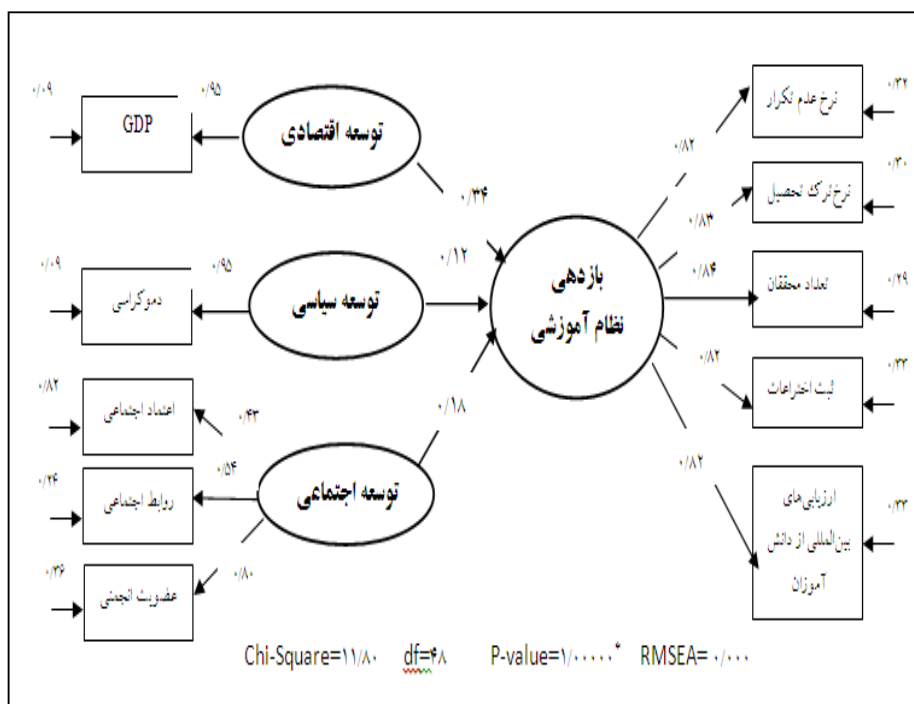 ۰/۰۹
۰/۹۵
GDP
توسعه اقتصادی
۰/۳۴
۰/۰۹
۰/۹۵
دموکراسی
توسعه سیاسی
۰/۱۲
۰/۸۲
اعتماد اجتماعی
۰/۴۳
۰/۲۴
روابط اجتماعی
۰/۵۴
توسعه اجتماعی
۰/۱۸
۰/۳۶
عضویت انجمنی
۰/۸۰
بازدهی
نظام آموزشی
۰/۸۲
نرخ عدم تکرار
۰/۳۲
۰/۸۳
نرخ ترک تحصیل
۰/۳۰
۰/۸۴
تعداد محققان
۰/۲۹
۰/۸۲
ثبت اختراعات
۰/۳۳
۰/۸۲
ارزیابی‌های
بین‌المللی از دانش
آموزان
۰/۳۳
Chi-Square=۱۱/۸۰ df=۴۸ P-value=۱/۰۰۰۰۰* RMSEA= ۰/۰۰۰